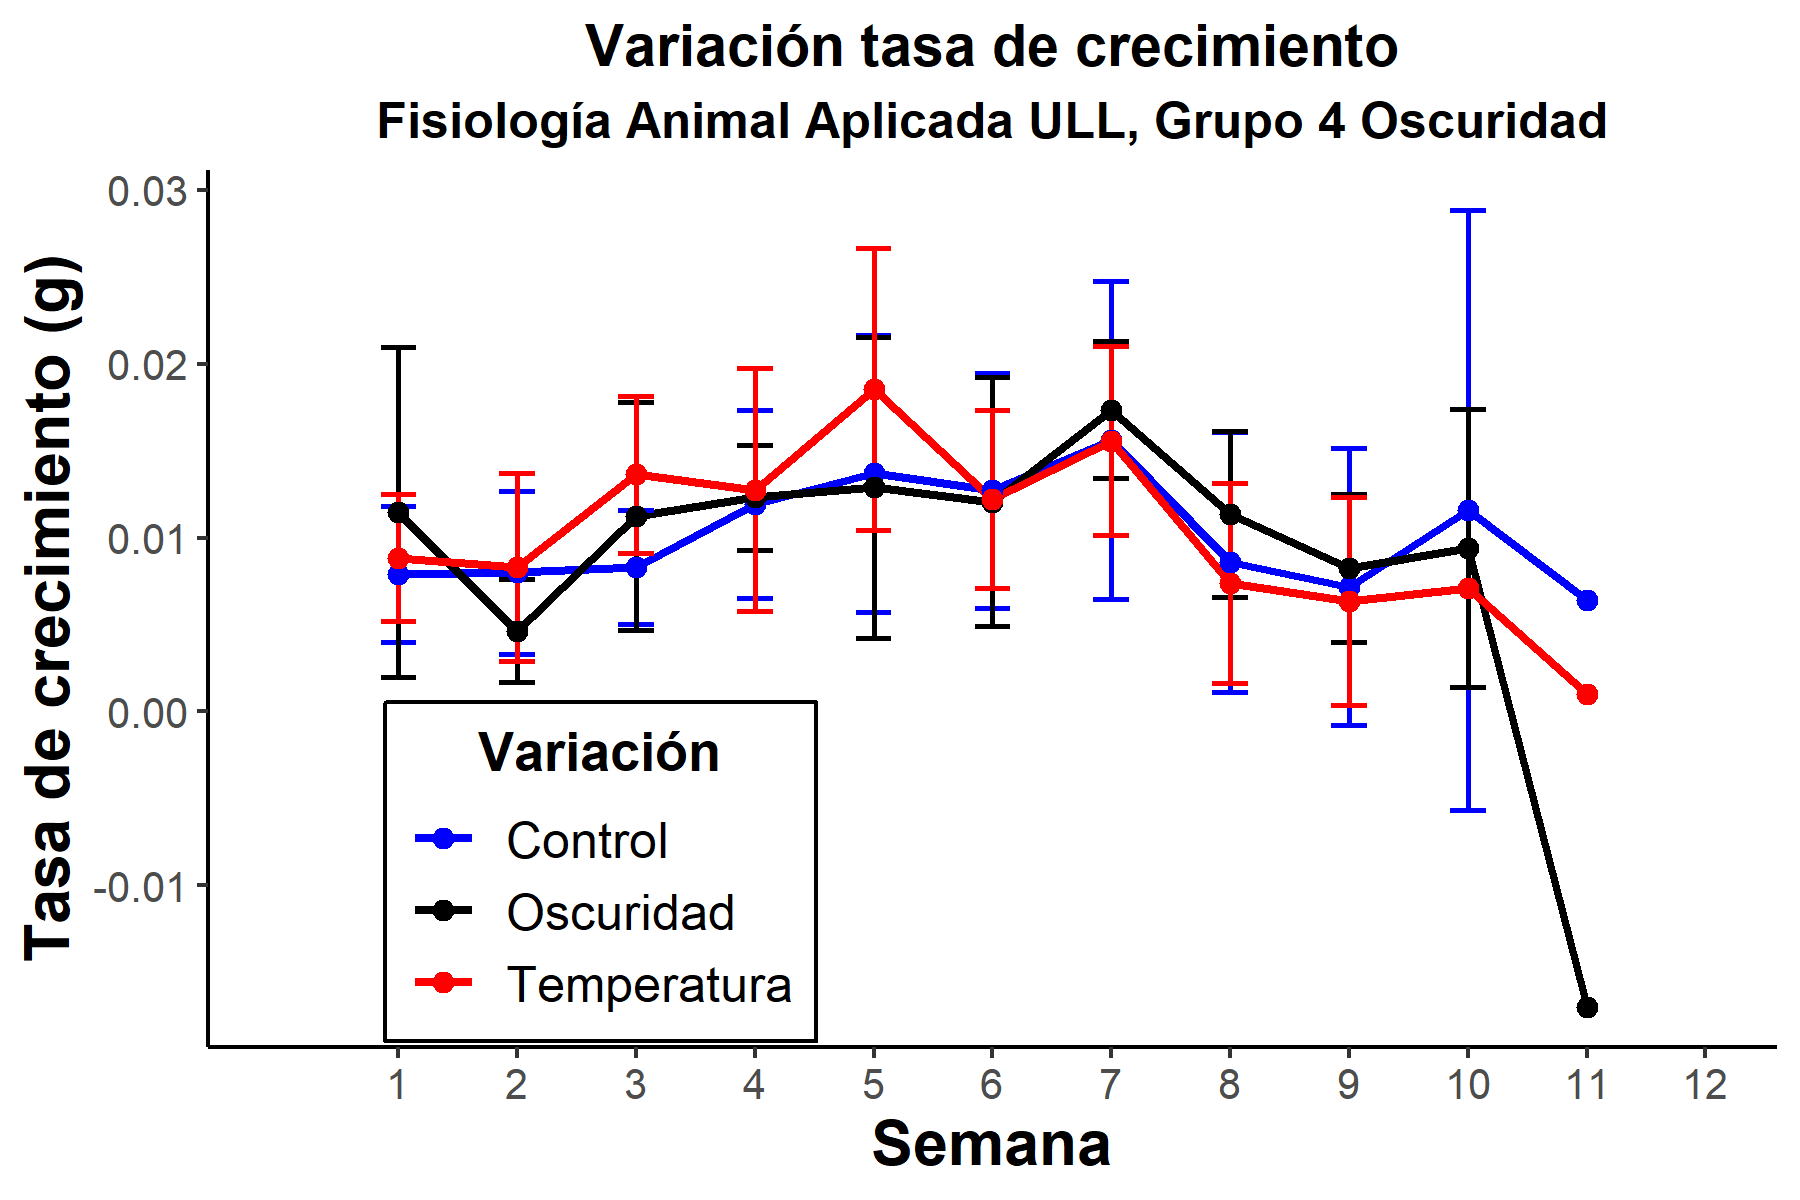 Variación tasa de crecimiento
Fisiología Animal Aplicada ULL, Grupo 4 Oscuridad
Tasa de crecimiento (g)
0.03
0.02
0.01
0.00
-0.01
Variación
Control
Oscuridad
Temperatura
1 2 3 4 5 6 7 8 9 10 11 12
Semana